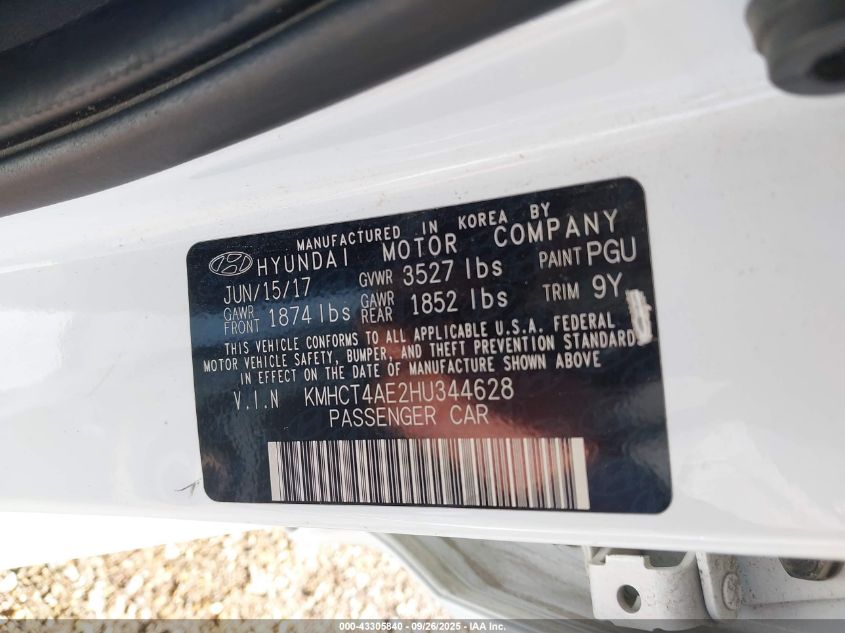 MANUFACTURED IN KOREA BY
HYUNDAI MOTOR COMPANY
JUN/15/17 GVWR 3527 lbs PAINT PGU
GAWR FRONT 1874 lbs GAWR REAR 1852 lbs TRIM 9Y
THIS VEHICLE CONFORMS TO ALL APPLICABLE U.S.A. FEDERAL
MOTOR VEHICLE SAFETY, BUMPER, AND THEFT PREVENTION STANDARDS
IN EFFECT ON THE DATE OF MANUFACTURE SHOWN ABOVE
V.I.N KMHCT4AE2HU344628
PASSENGER CAR
000-43305840 - 09/26/2025 - IAA Inc.